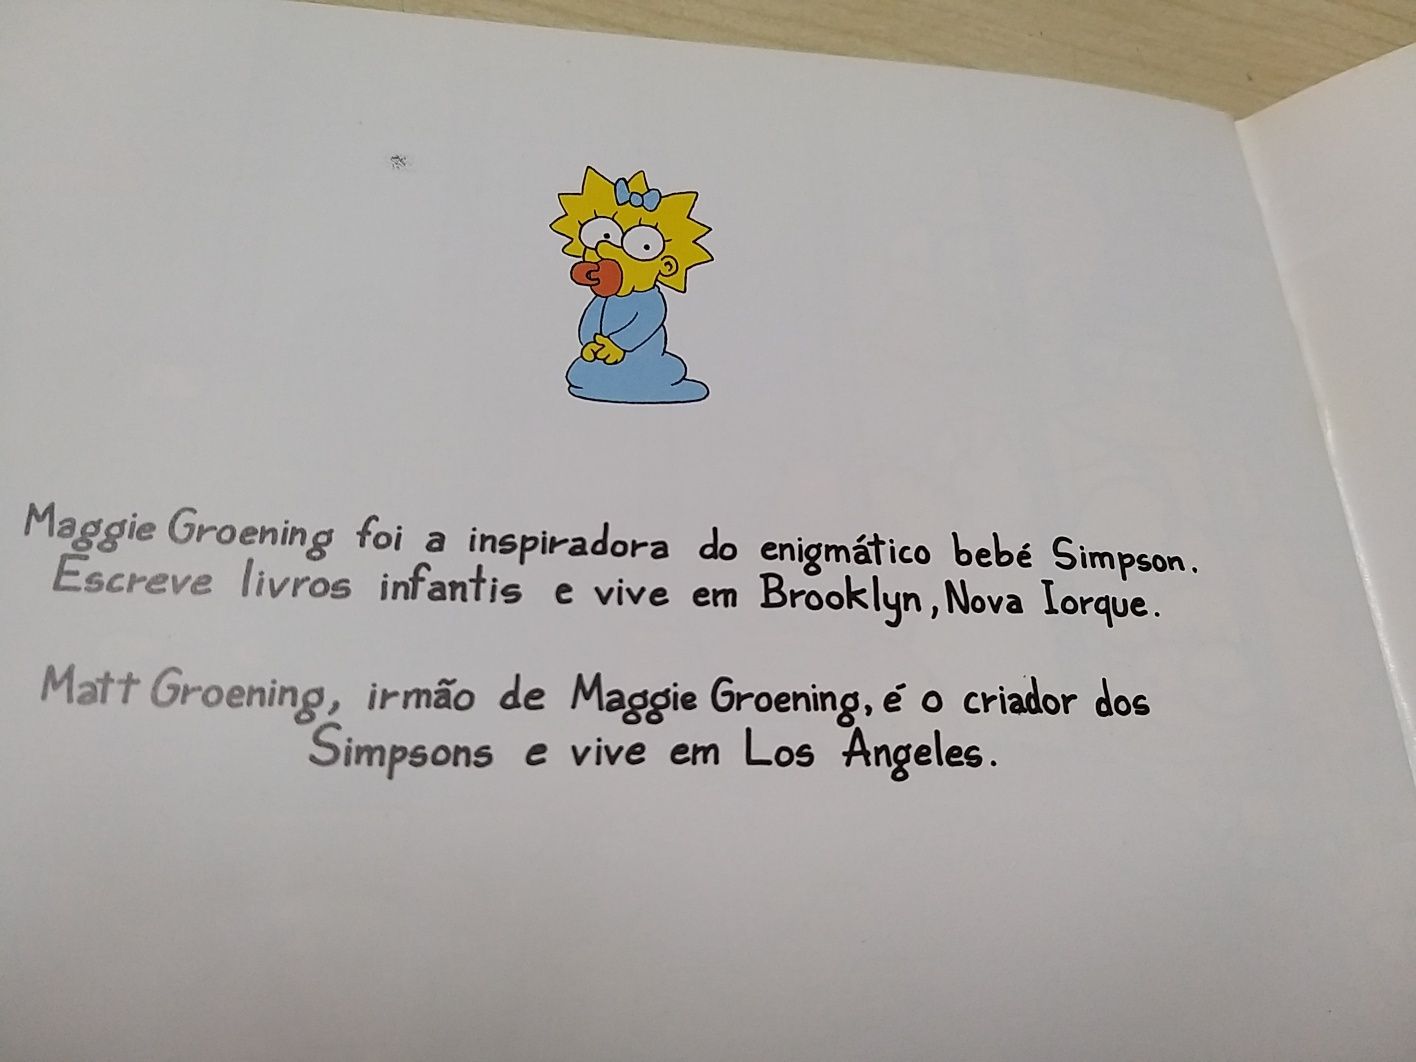 Maggie Groening foi a inspiradora do enigmático bebé Simpson.
Escreve livros infantis e vive em Brooklyn, Nova Iorque.
Matt Groening, irmão de Maggie Groening, é o criador dos
Simpsons e vive em Los Angeles.